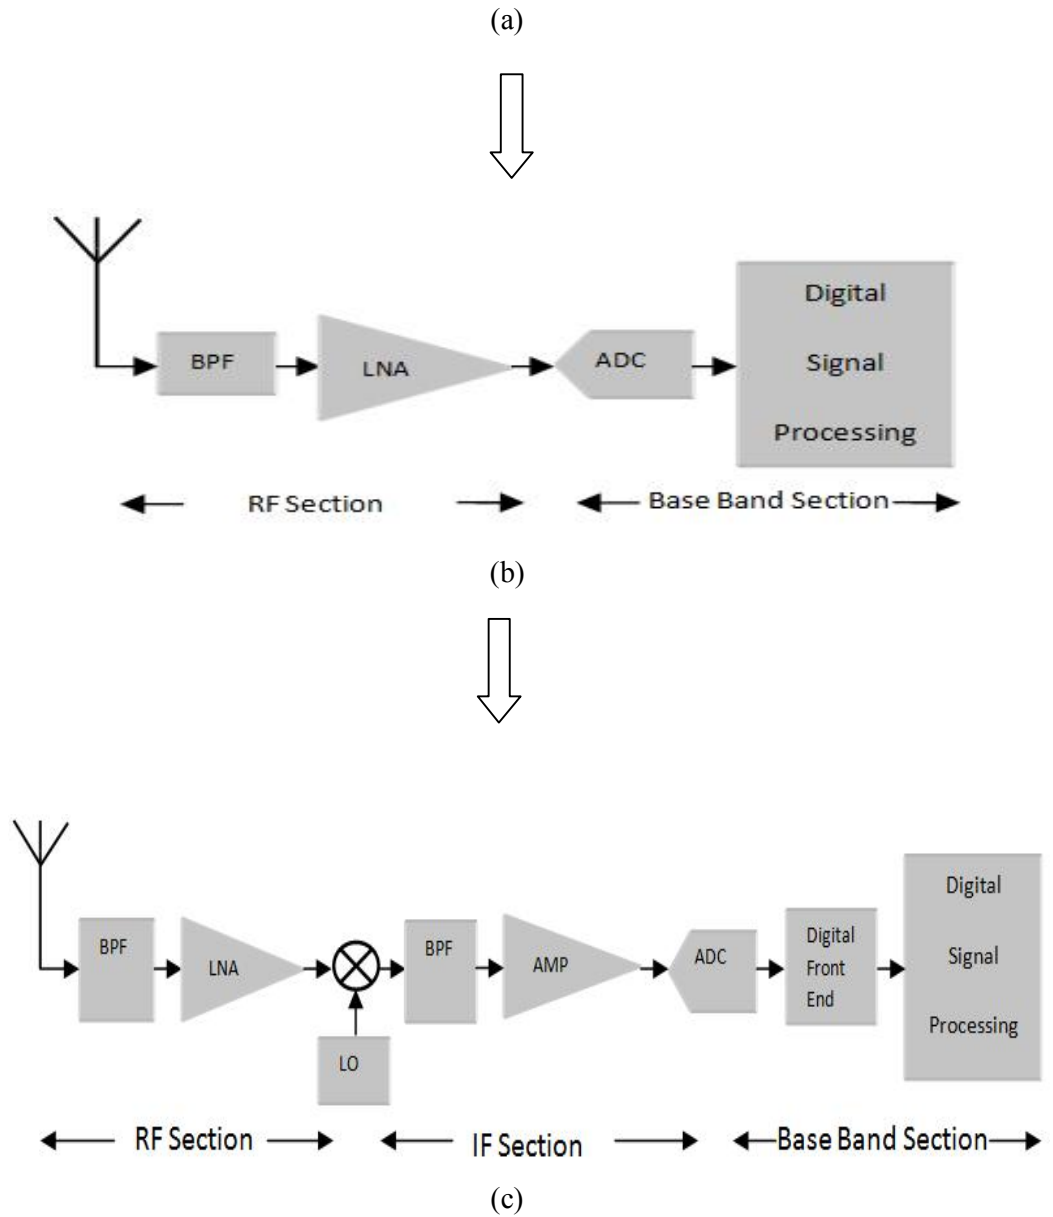 (a)
BPF
LNA
ADC
Digital
Signal
Processing
RF Section
Base Band Section
(b)
BPF
LNA
BPF
AMP
ADC
Digital
Front
End
Digital
Signal
Processing
LO
RF Section
IF Section
Base Band Section
(c)